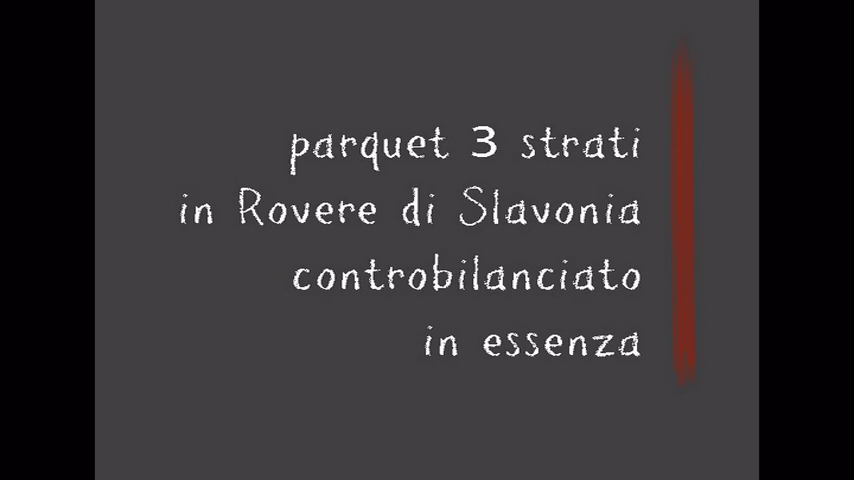 parquet 3 strati
in Rovere di Slavonia
controbilanciato
in essenza